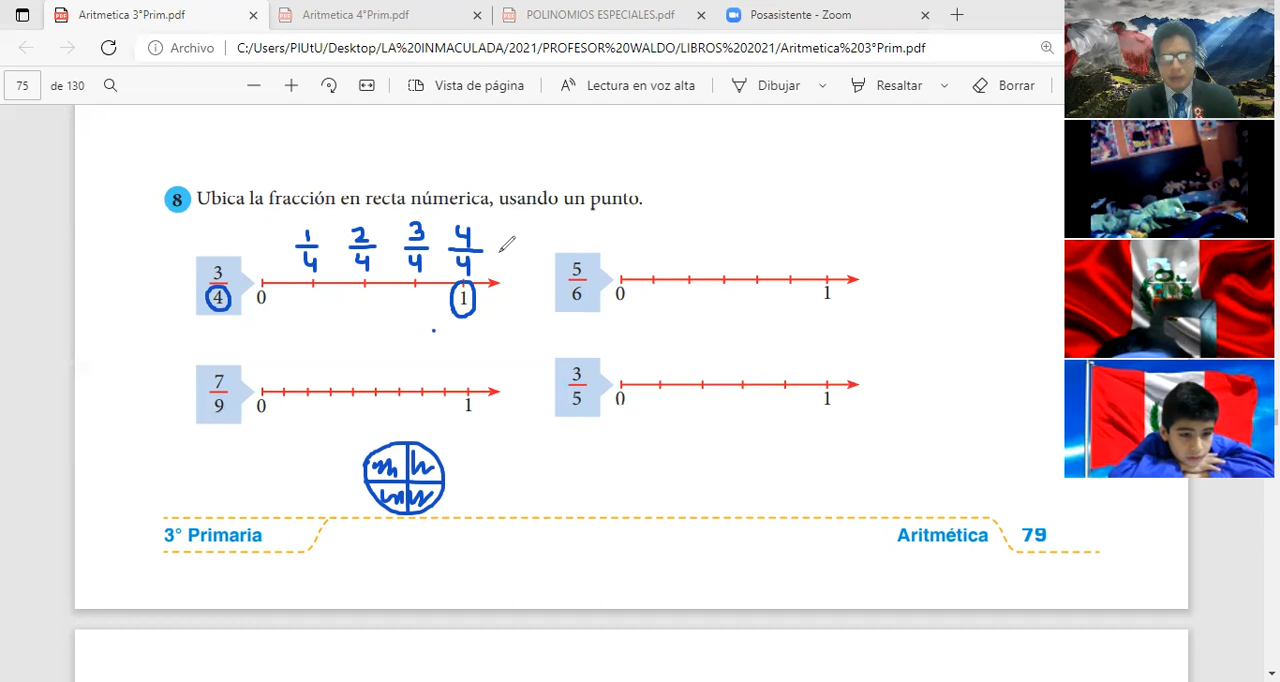 Aritmetica 3°Prim.pdf
Aritmetica 4°Prim.pdf
POLINOMIOS ESPECIALES.pdf
Posasistente - Zoom
Archivo
C:/Users/PIUtU/Desktop/LA%20INMACULADA/2021/PROFESOR%20WALDO/LIBROS%202021/Aritmetica%203°Prim.pdf
75 de 130
Vista de página
Lectura en voz alta
Dibujar
Resaltar
Borrar
8 Ubica la fracción en recta númerica, usando un punto.
1/4 2/4 3/4 4/4
3/4 0 1
5/6 0 1
7/9 0 1
3/5 0 1
3° Primaria
Aritmética 79